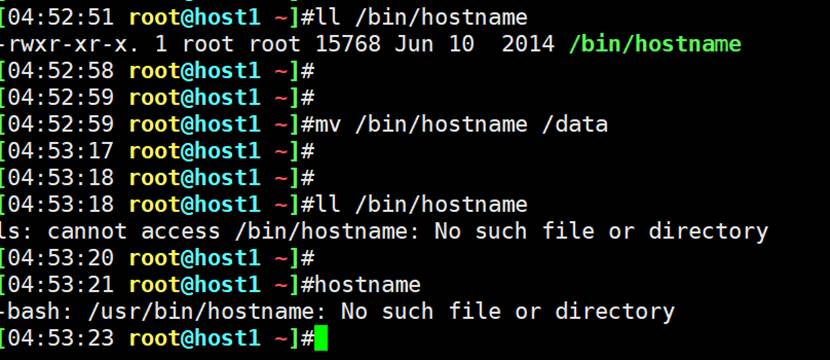 [04:52:51 root@host1 ~]#ll /bin/hostname
-rwxr-xr-x. 1 root root 15768 Jun 10  2014 /bin/hostname
[04:52:58 root@host1 ~]#
[04:52:59 root@host1 ~]#
[04:52:59 root@host1 ~]#mv /bin/hostname /data
[04:53:17 root@host1 ~]#
[04:53:18 root@host1 ~]#
[04:53:18 root@host1 ~]#ll /bin/hostname
ls: cannot access /bin/hostname: No such file or directory
[04:53:20 root@host1 ~]#
[04:53:21 root@host1 ~]#hostname
-bash: /usr/bin/hostname: No such file or directory
[04:53:23 root@host1 ~]#